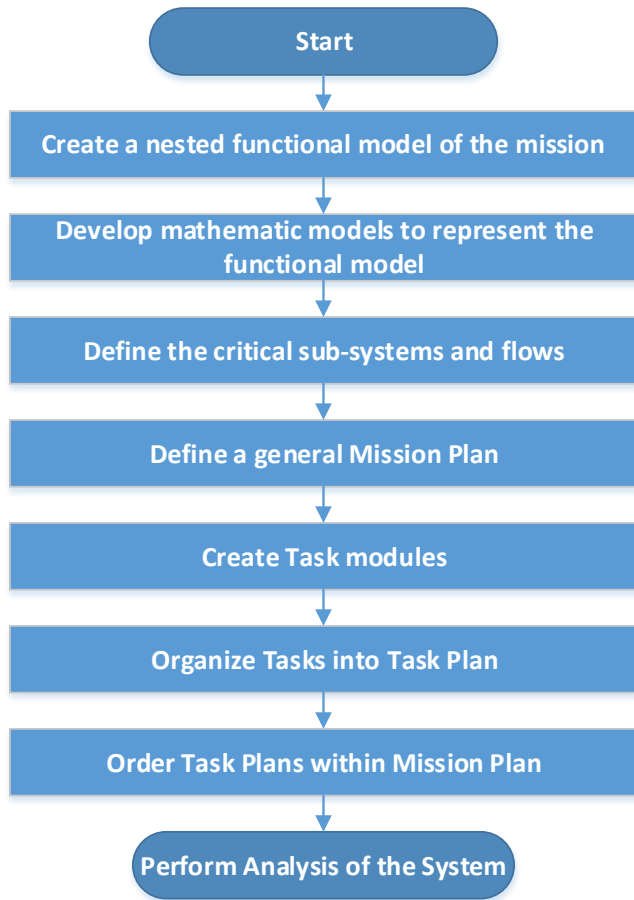 Start
Create a nested functional model of the mission
Develop mathematic models to represent the
functional model
Define the critical sub-systems and flows
Define a general Mission Plan
Create Task modules
Organize Tasks into Task Plan
Order Task Plans within Mission Plan
Perform Analysis of the System